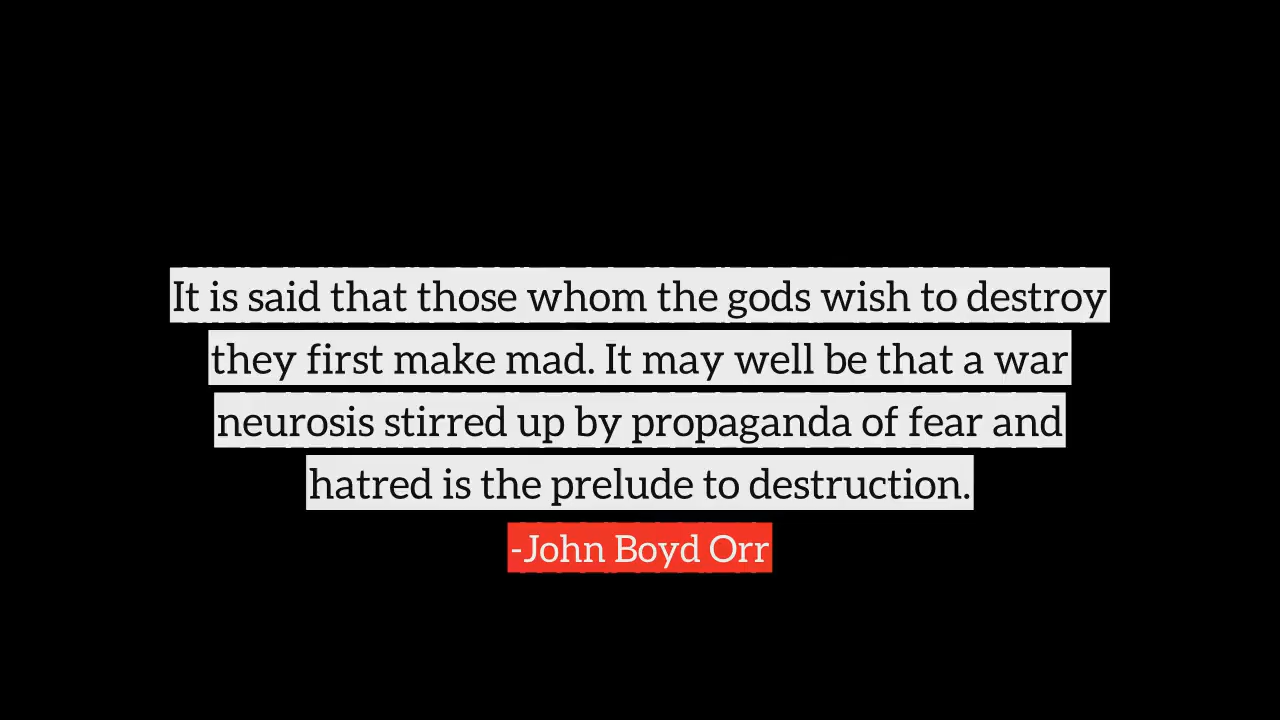 It is said that those whom the gods wish to destroy
they first make mad. It may well be that a war
neurosis stirred up by propaganda of fear and
hatred is the prelude to destruction.
-John Boyd Orr